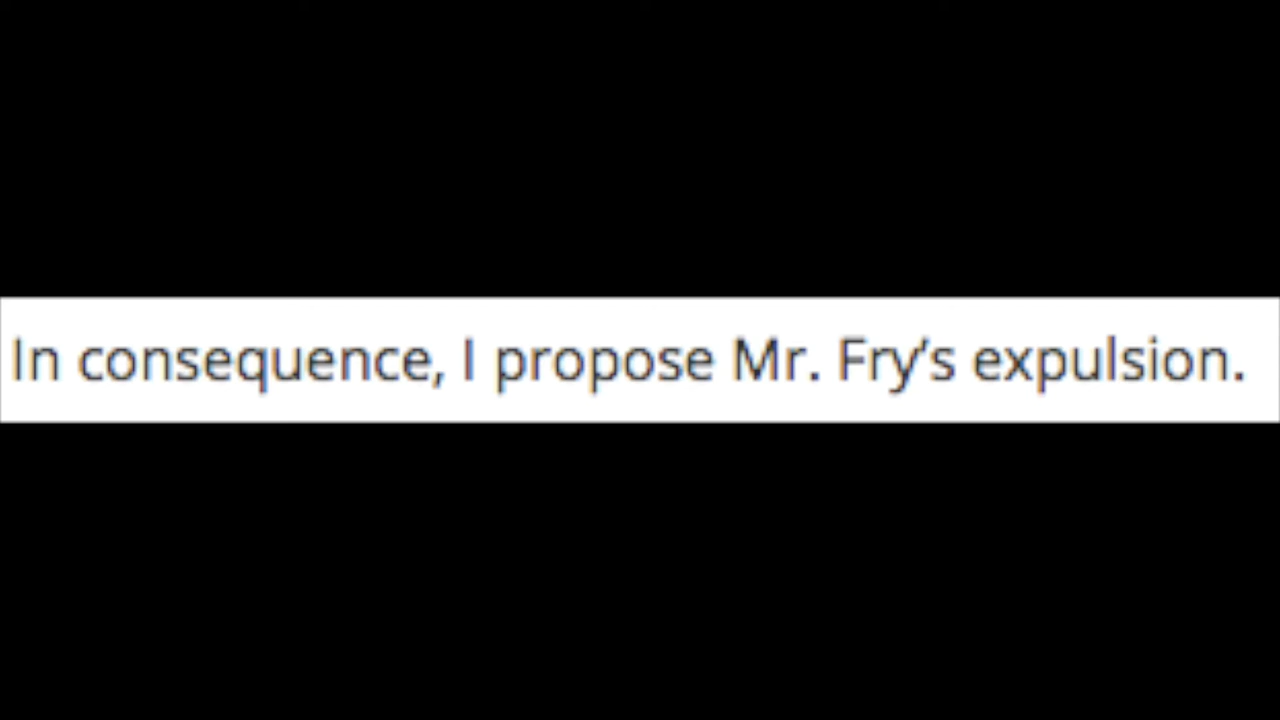 In consequence, I propose Mr. Fry’s expulsion.